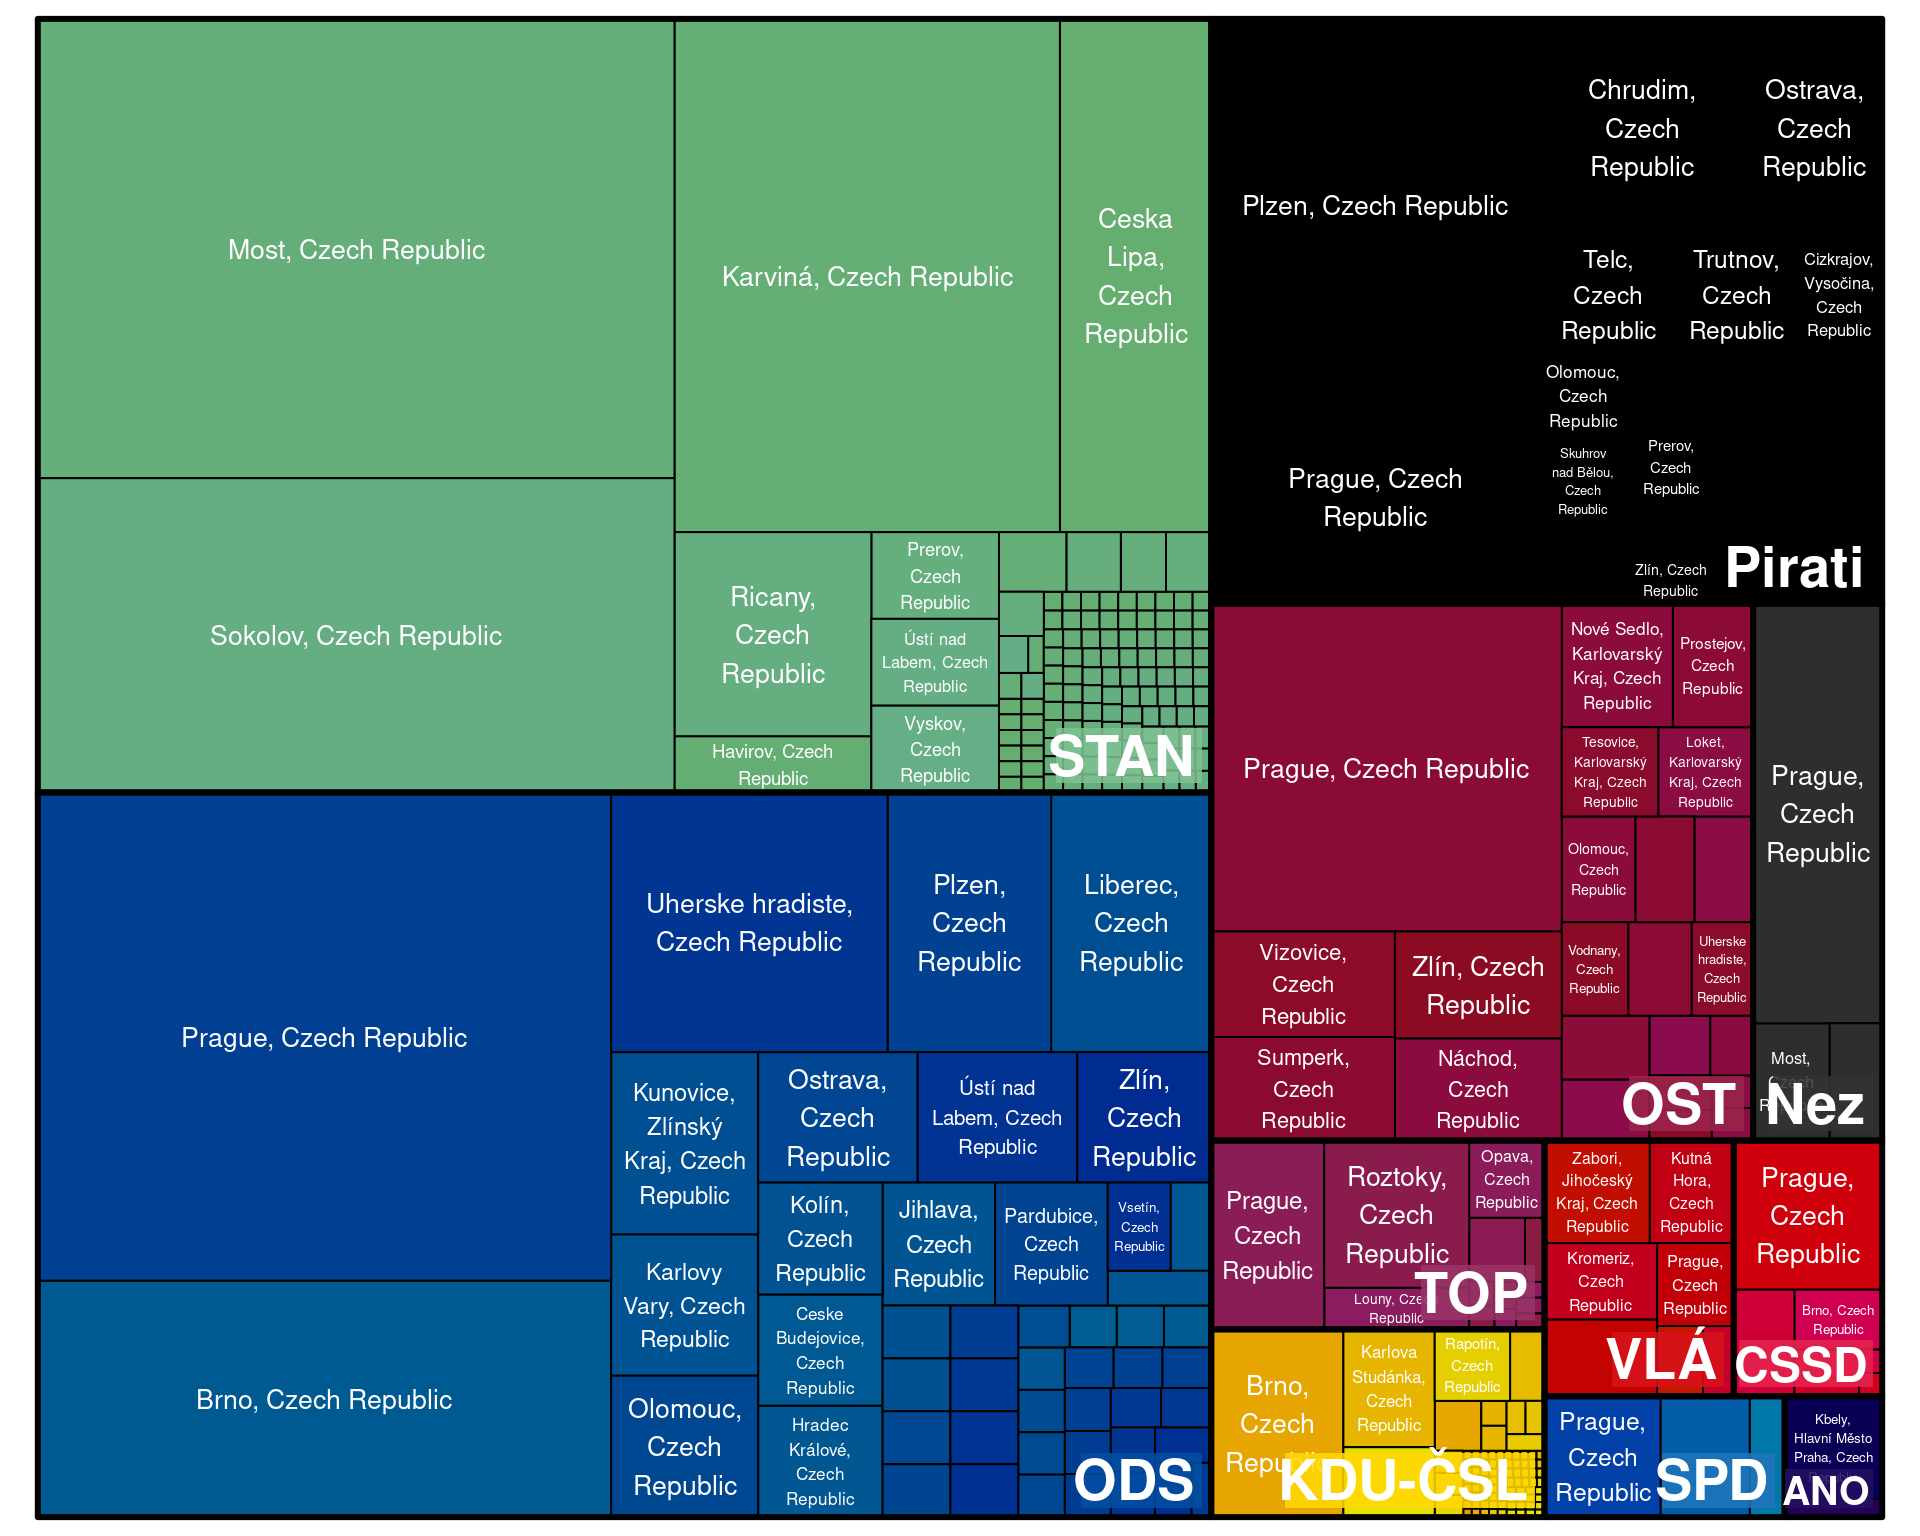 Most, Czech Republic
Sokolov, Czech Republic
Karviná, Czech Republic
Ceska
Lipa,
Czech
Republic
Ricany,
Czech
Republic
Havirov, Czech
Republic
Prerov,
Czech
Republic
Ústí nad
Labem, Czech
Republic
Vyskov,
Czech
Republic
STAN
Plzen, Czech Republic
Prague, Czech
Republic
Chrudim,
Czech
Republic
Ostrava,
Czech
Republic
Telc,
Czech
Republic
Trutnov,
Czech
Republic
Cizkrajov,
Vysočina,
Czech
Republic
Olomouc,
Czech
Republic
Skuhrov
nad Bělou,
Czech
Republic
Prerov,
Czech
Republic
Zlín, Czech
Republic
Pirati
Prague, Czech Republic
Brno, Czech Republic
Uherske hradiste,
Czech Republic
Plzen,
Czech
Republic
Liberec,
Czech
Republic
Kunovice,
Zlínský
Kraj, Czech
Republic
Karlovy
Vary, Czech
Republic
Olomouc,
Czech
Republic
Ostrava,
Czech
Republic
Ústí nad
Labem, Czech
Republic
Zlín,
Czech
Republic
Kolín,
Czech
Republic
Ceske
Budejovice,
Czech
Republic
Hradec
Králové,
Czech
Republic
Jihlava,
Czech
Republic
Pardubice,
Czech
Republic
Vsetín,
Czech
Republic
ODS
Prague, Czech Republic
Vizovice,
Czech
Republic
Sumperk,
Czech
Republic
Zlín, Czech
Republic
Náchod,
Czech
Republic
Nové Sedlo,
Karlovarský
Kraj, Czech
Republic
Prostejov,
Czech
Republic
Tesovice,
Karlovarský
Kraj, Czech
Republic
Loket,
Karlovarský
Kraj, Czech
Republic
Olomouc,
Czech
Republic
Vodnany,
Czech
Republic
Uherske
hradiste,
Czech
Republic
OST
Prague,
Czech
Republic
Most,
Czech
Nez
Prague,
Czech
Republic
Roztoky,
Czech
Republic
Opava,
Czech
Republic
Louny, Cze
Republic
TOP
Brno,
Czech
Republic
Karlova
Studánka,
Czech
Republic
Rapotín,
Czech
Republic
KDU-ČSL
Zabori,
Jihočeský
Kraj, Czech
Republic
Kutná
Hora,
Czech
Republic
Kromeriz,
Czech
Republic
Prague,
Czech
Republic
VLÁ
Prague,
Czech
Republic
Brno, Czech
Republic
CSSD
Prague,
Czech
Republic
SPD
Kbely,
Hlavní Město
Praha, Czech
ANO